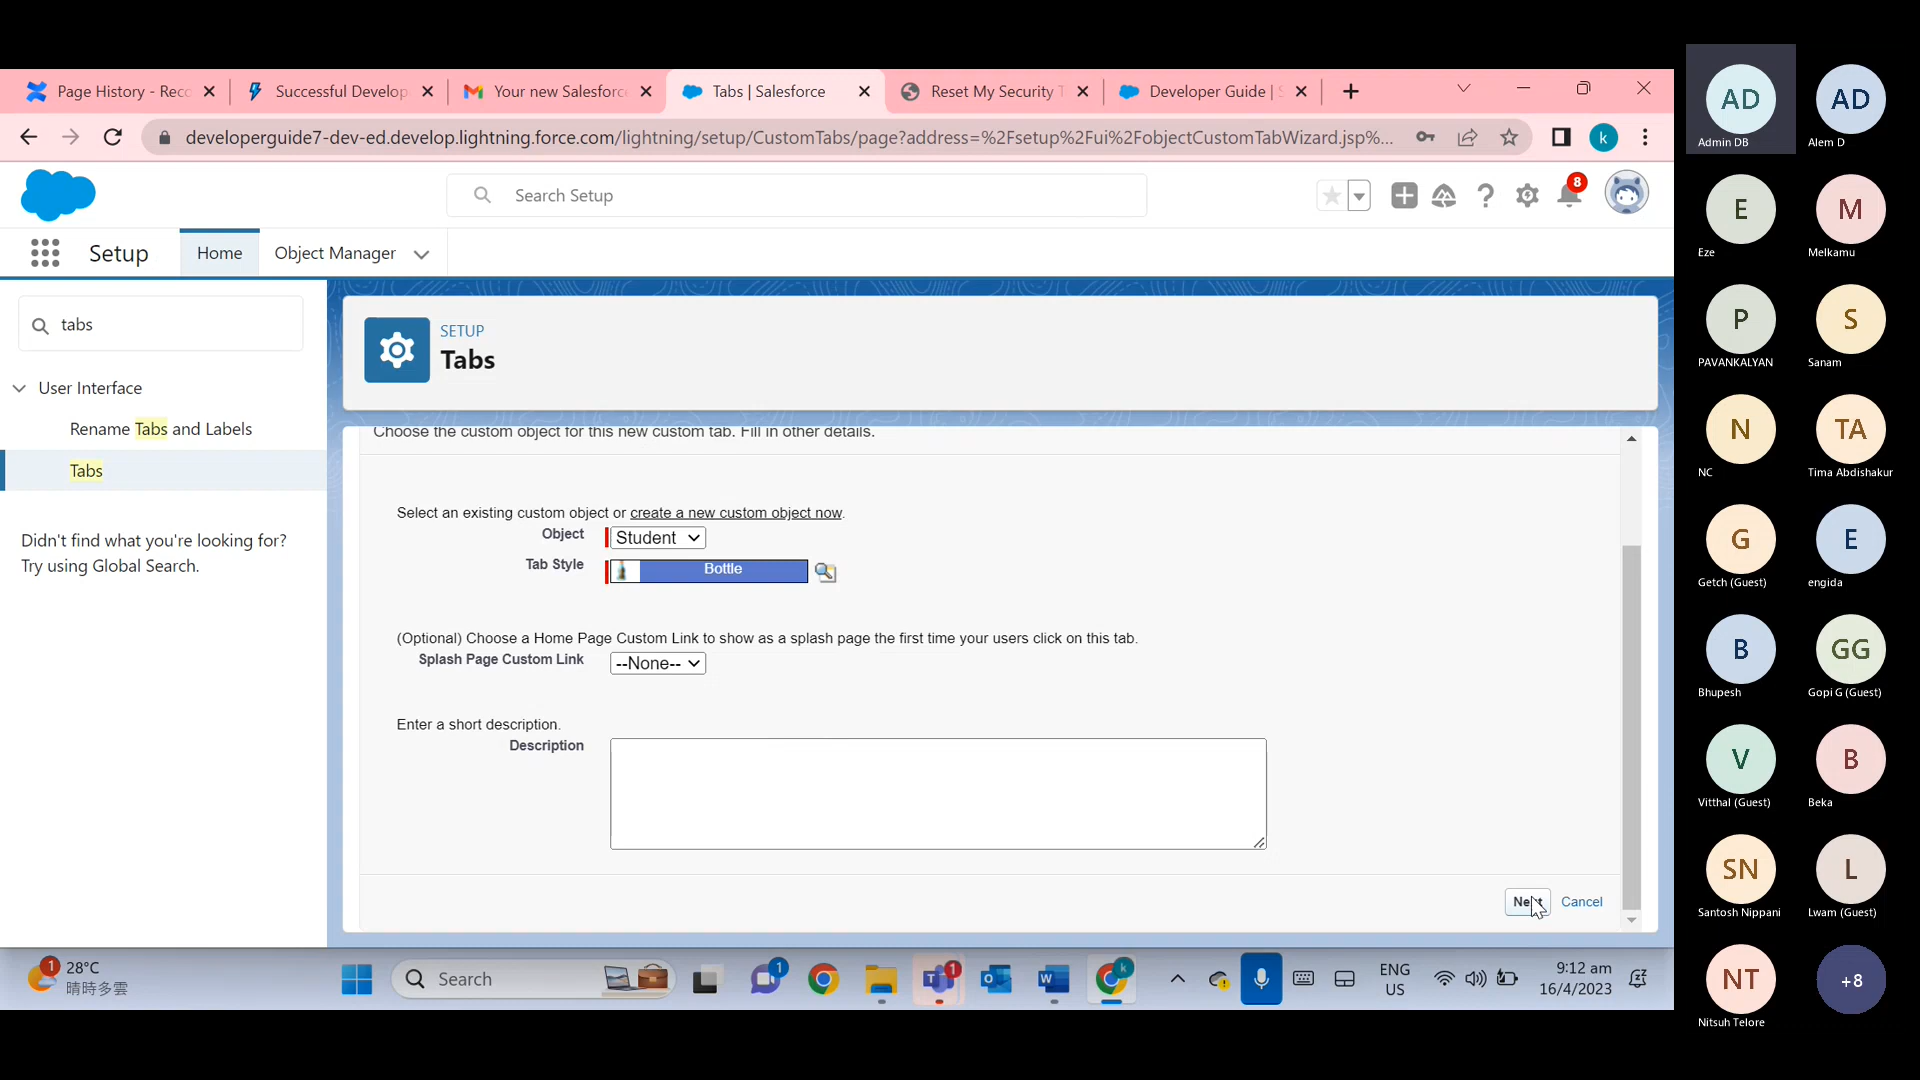 Page History - Rec
Successful Develop
Your new Salesforc
Tabs | Salesforce
Reset My Security T
Developer Guide | S
developerguide7-dev-ed.develop.lightning.force.com/lightning/setup/CustomTabs/page?address=%2Fsetup%2Fui%2FobjectCustomTabWizard.jsp%...
k
Search Setup
8
Setup
Home
Object Manager
tabs
User Interface
Rename Tabs and Labels
Tabs
Didn't find what you're looking for?
Try using Global Search.
SETUP
Tabs
Choose the custom object for this new custom tab. Fill in other details.
Select an existing custom object or create a new custom object now.
Object
Student
Tab Style
Bottle
(Optional) Choose a Home Page Custom Link to show as a splash page the first time your users click on this tab.
Splash Page Custom Link
--None--
Enter a short description.
Description
Next
Cancel
1
28°C
晴時多雲
Search
1
1
k
ENG
US
9:12 am
16/4/2023
AD
Admin DB
AD
Alem D
E
Eze
M
Melkamu
P
PAVANKALYAN
S
Sanam
N
NC
TA
Tima Abdishakur
G
Getch (Guest)
E
engida
B
Bhupesh
GG
Gopi G (Guest)
V
Vitthal (Guest)
B
Beka
SN
Santosh Nippani
L
Lwam (Guest)
NT
Nitsuh Telore
+8